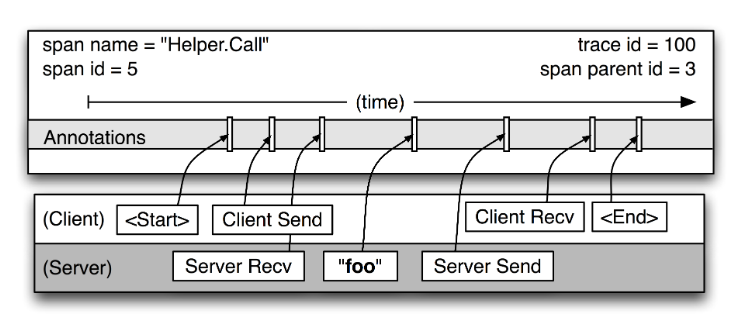 span name = "Helper.Call"
trace id = 100
span id = 5
span parent id = 3
(time)
Annotations
(Client)
<Start>
Client Send
Client Recv
<End>
(Server)
Server Recv
"foo"
Server Send